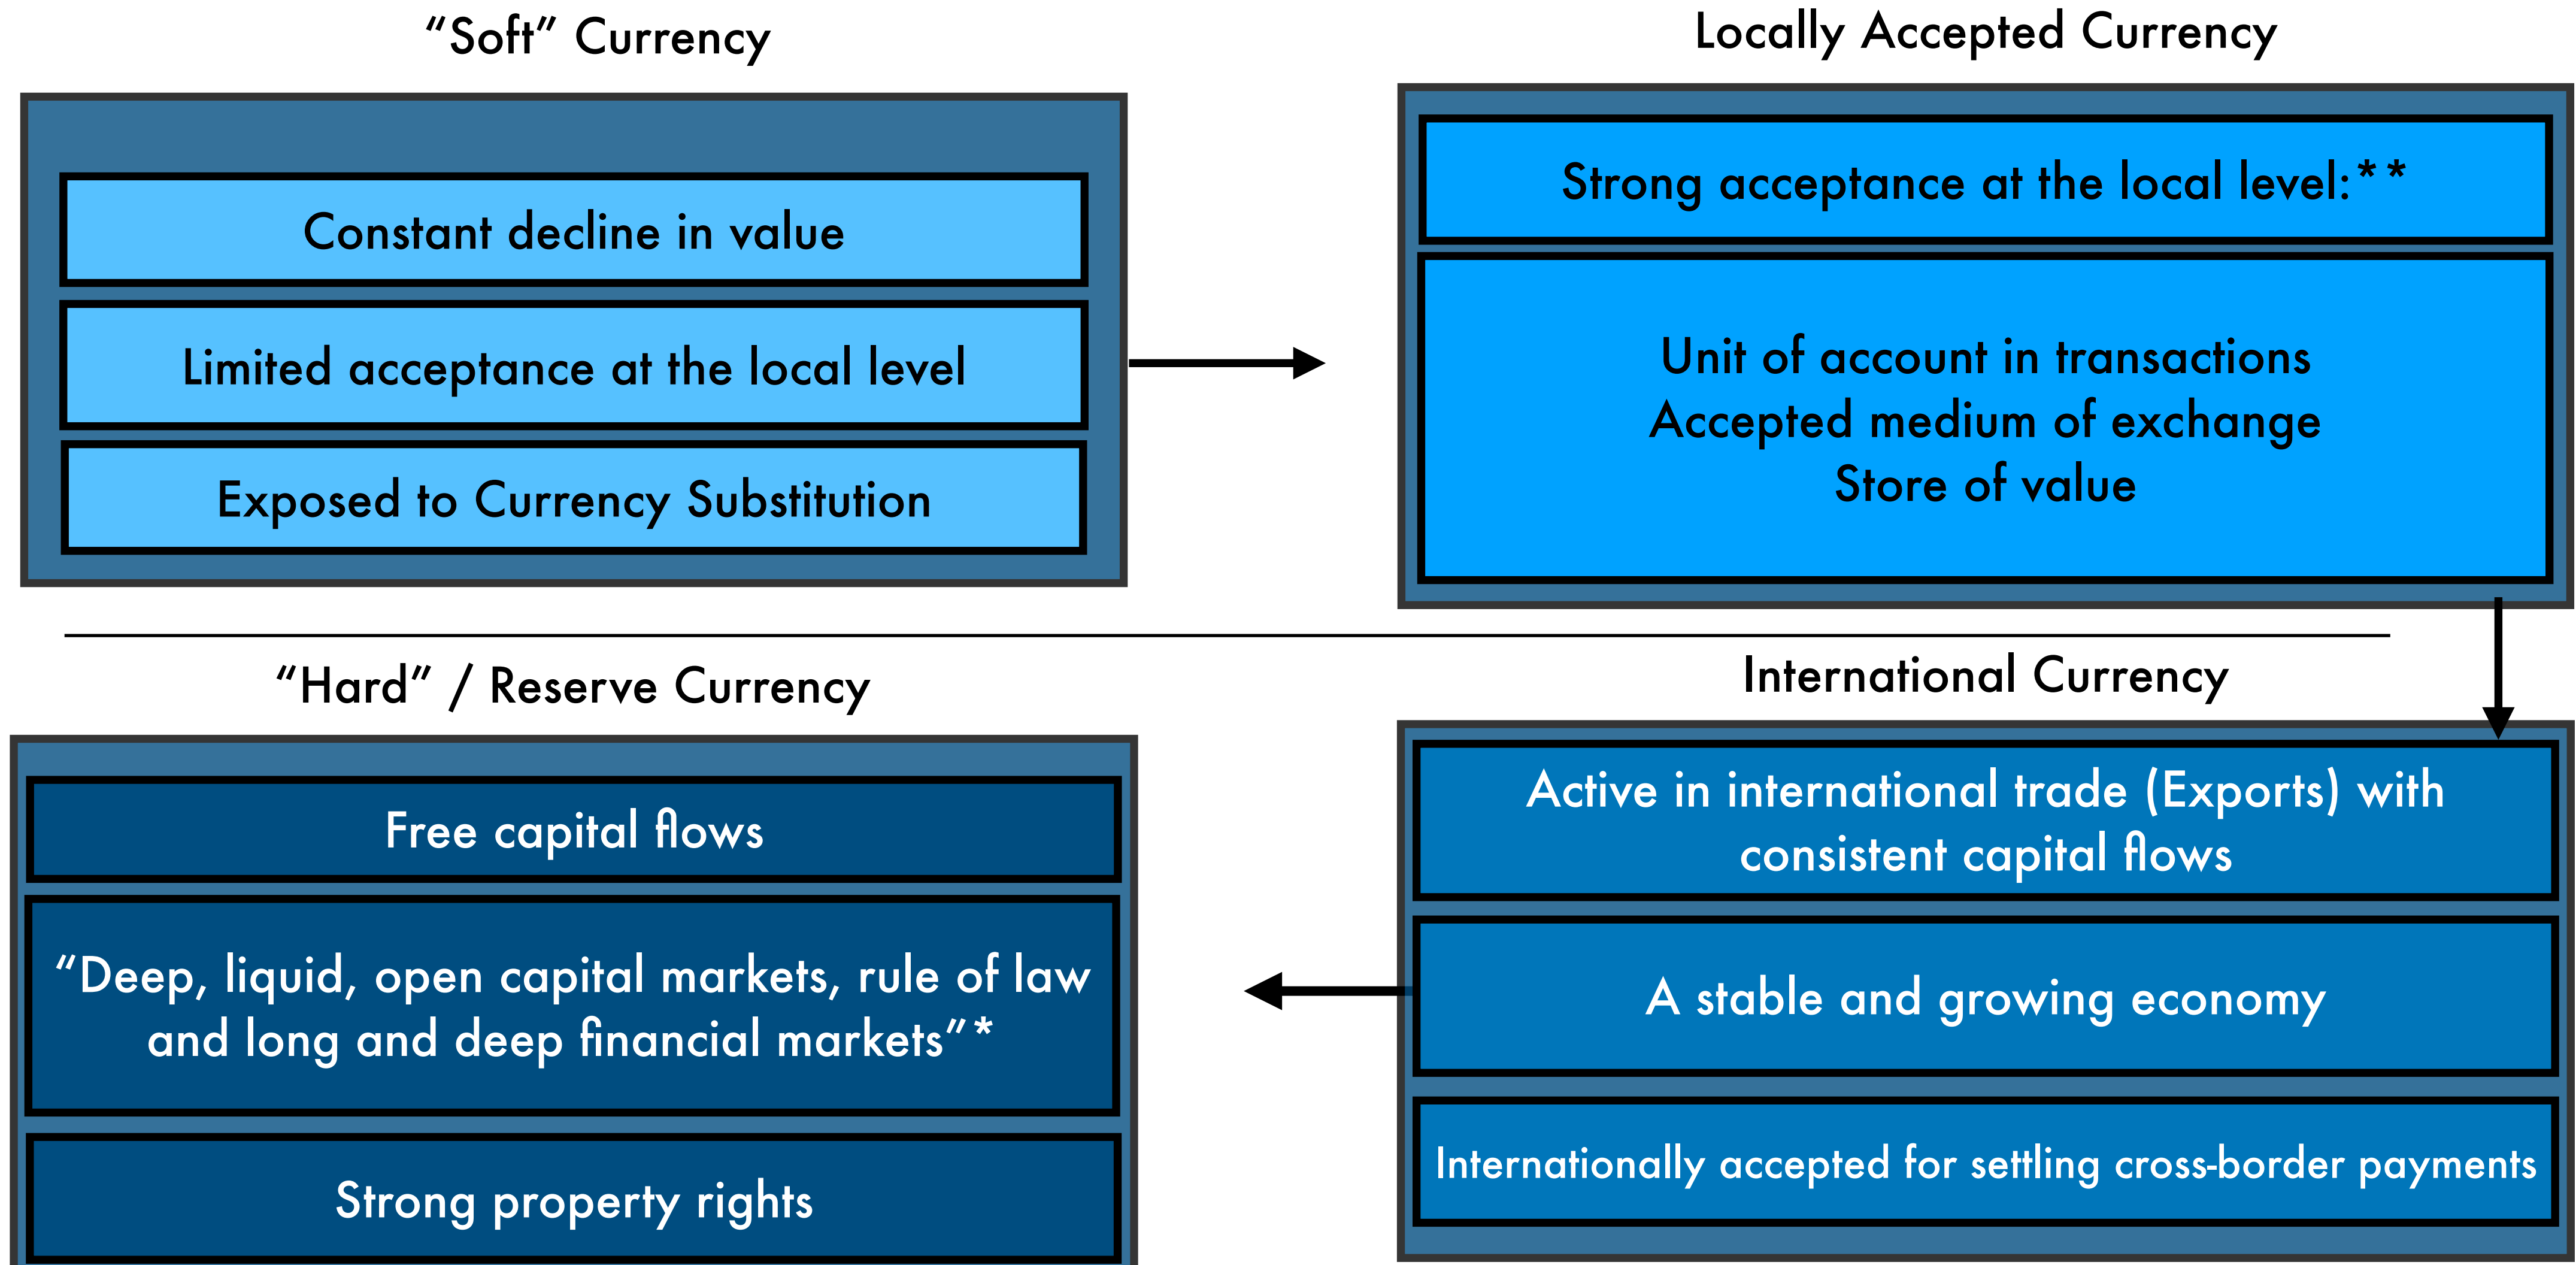 “Soft” Currency
Constant decline in value
Limited acceptance at the local level
Exposed to Currency Substitution
Locally Accepted Currency
Strong acceptance at the local level:**
Unit of account in transactions
Accepted medium of exchange
Store of value
“Hard” / Reserve Currency
Free capital flows
“Deep, liquid, open capital markets, rule of law
and long and deep financial markets”*
Strong property rights
International Currency
Active in international trade (Exports) with
consistent capital flows
A stable and growing economy
Internationally accepted for settling cross-border payments